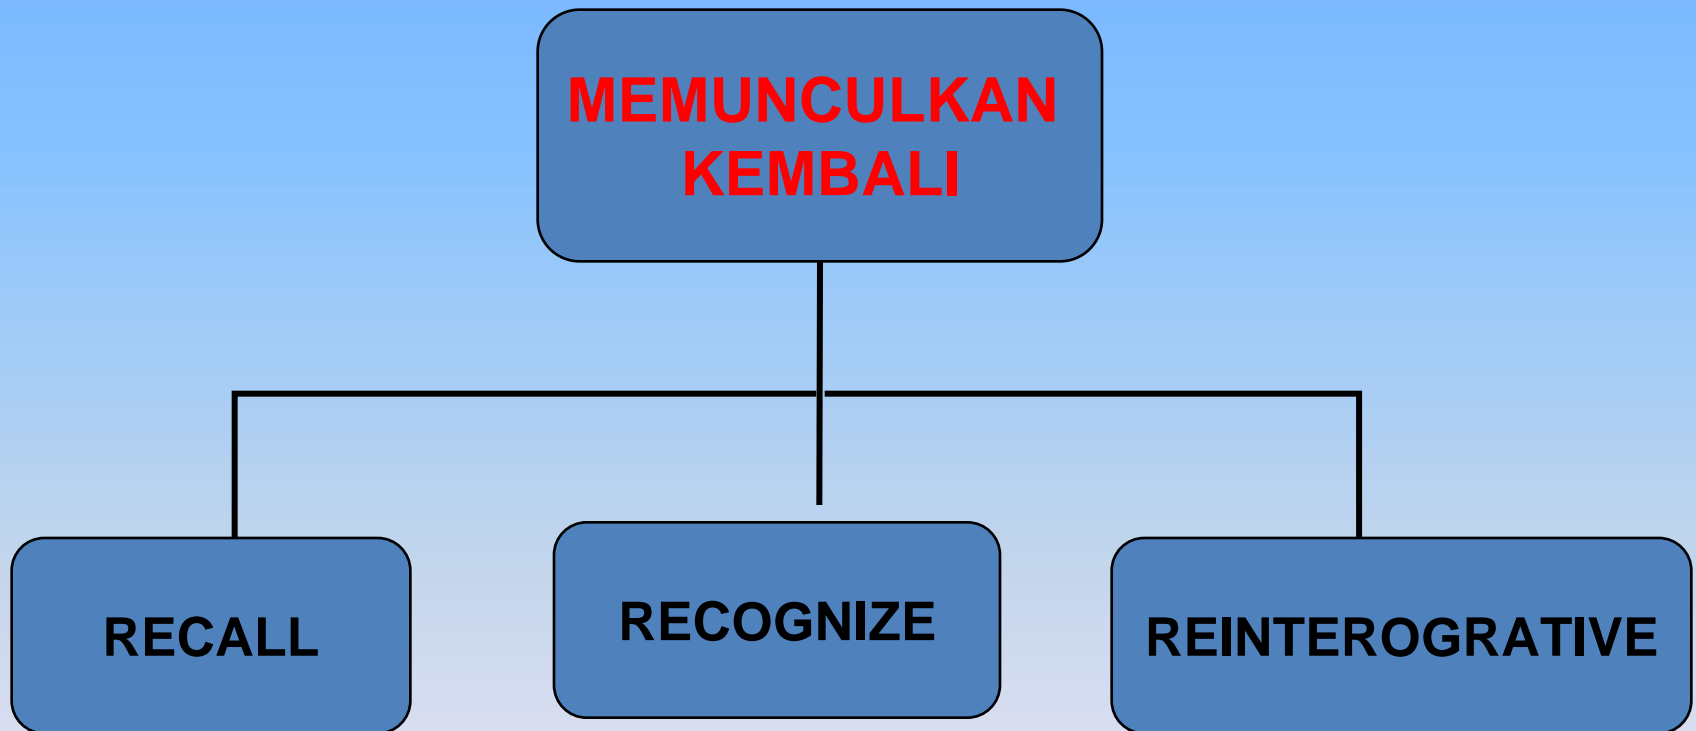 MEMUNCULKAN
KEMBALI
RECALL
RECOGNIZE
REINTEROGRATIVE